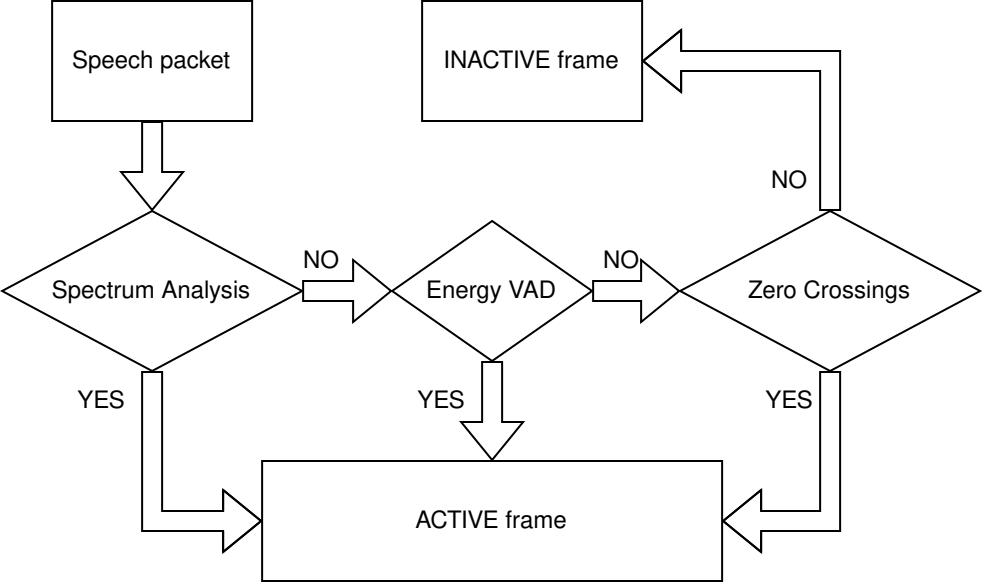 Speech packet
INACTIVE frame
NO
NO
NO
Spectrum Analysis
Energy VAD
Zero Crossings
YES
YES
YES
ACTIVE frame